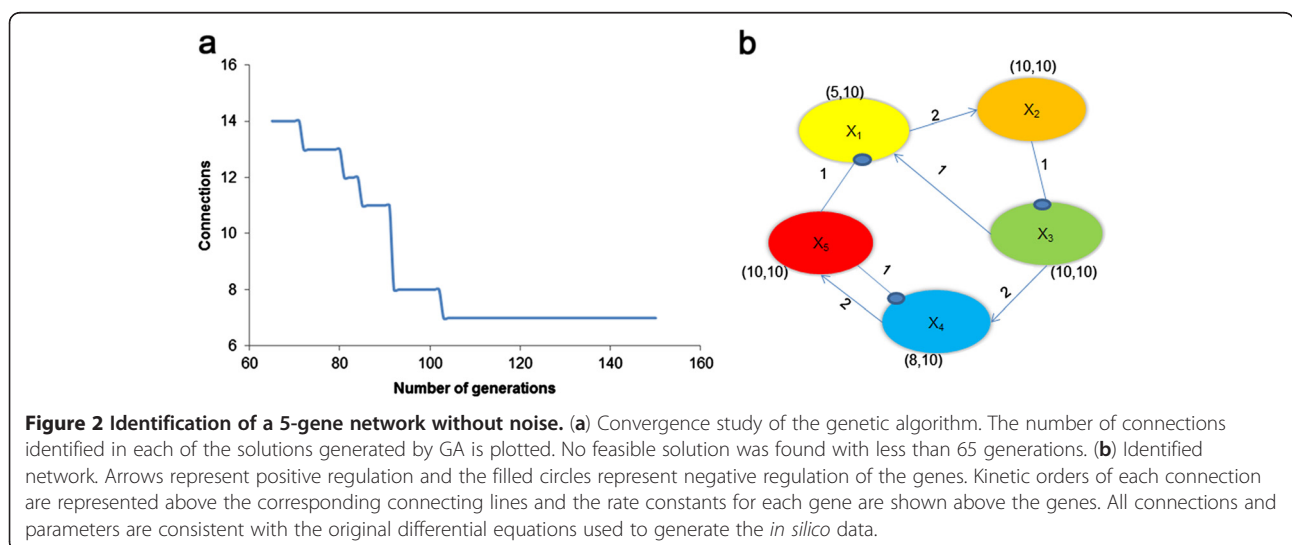 a
16
14
12
10
8
6
Connections
60
80
100
120
140
160
Number of generations
b
(5,10)
X₁
(10,10)
X₂
2
1
1
1
X₅
(10,10)
X₃
(10,10)
1
2
2
X₄
(8,10)
Figure 2 Identification of a 5-gene network without noise. (a) Convergence study of the genetic algorithm. The number of connections
identified in each of the solutions generated by GA is plotted. No feasible solution was found with less than 65 generations. (b) Identified
network. Arrows represent positive regulation and the filled circles represent negative regulation of the genes. Kinetic orders of each connection
are represented above the corresponding connecting lines and the rate constants for each gene are shown above the genes. All connections and
parameters are consistent with the original differential equations used to generate the in silico data.